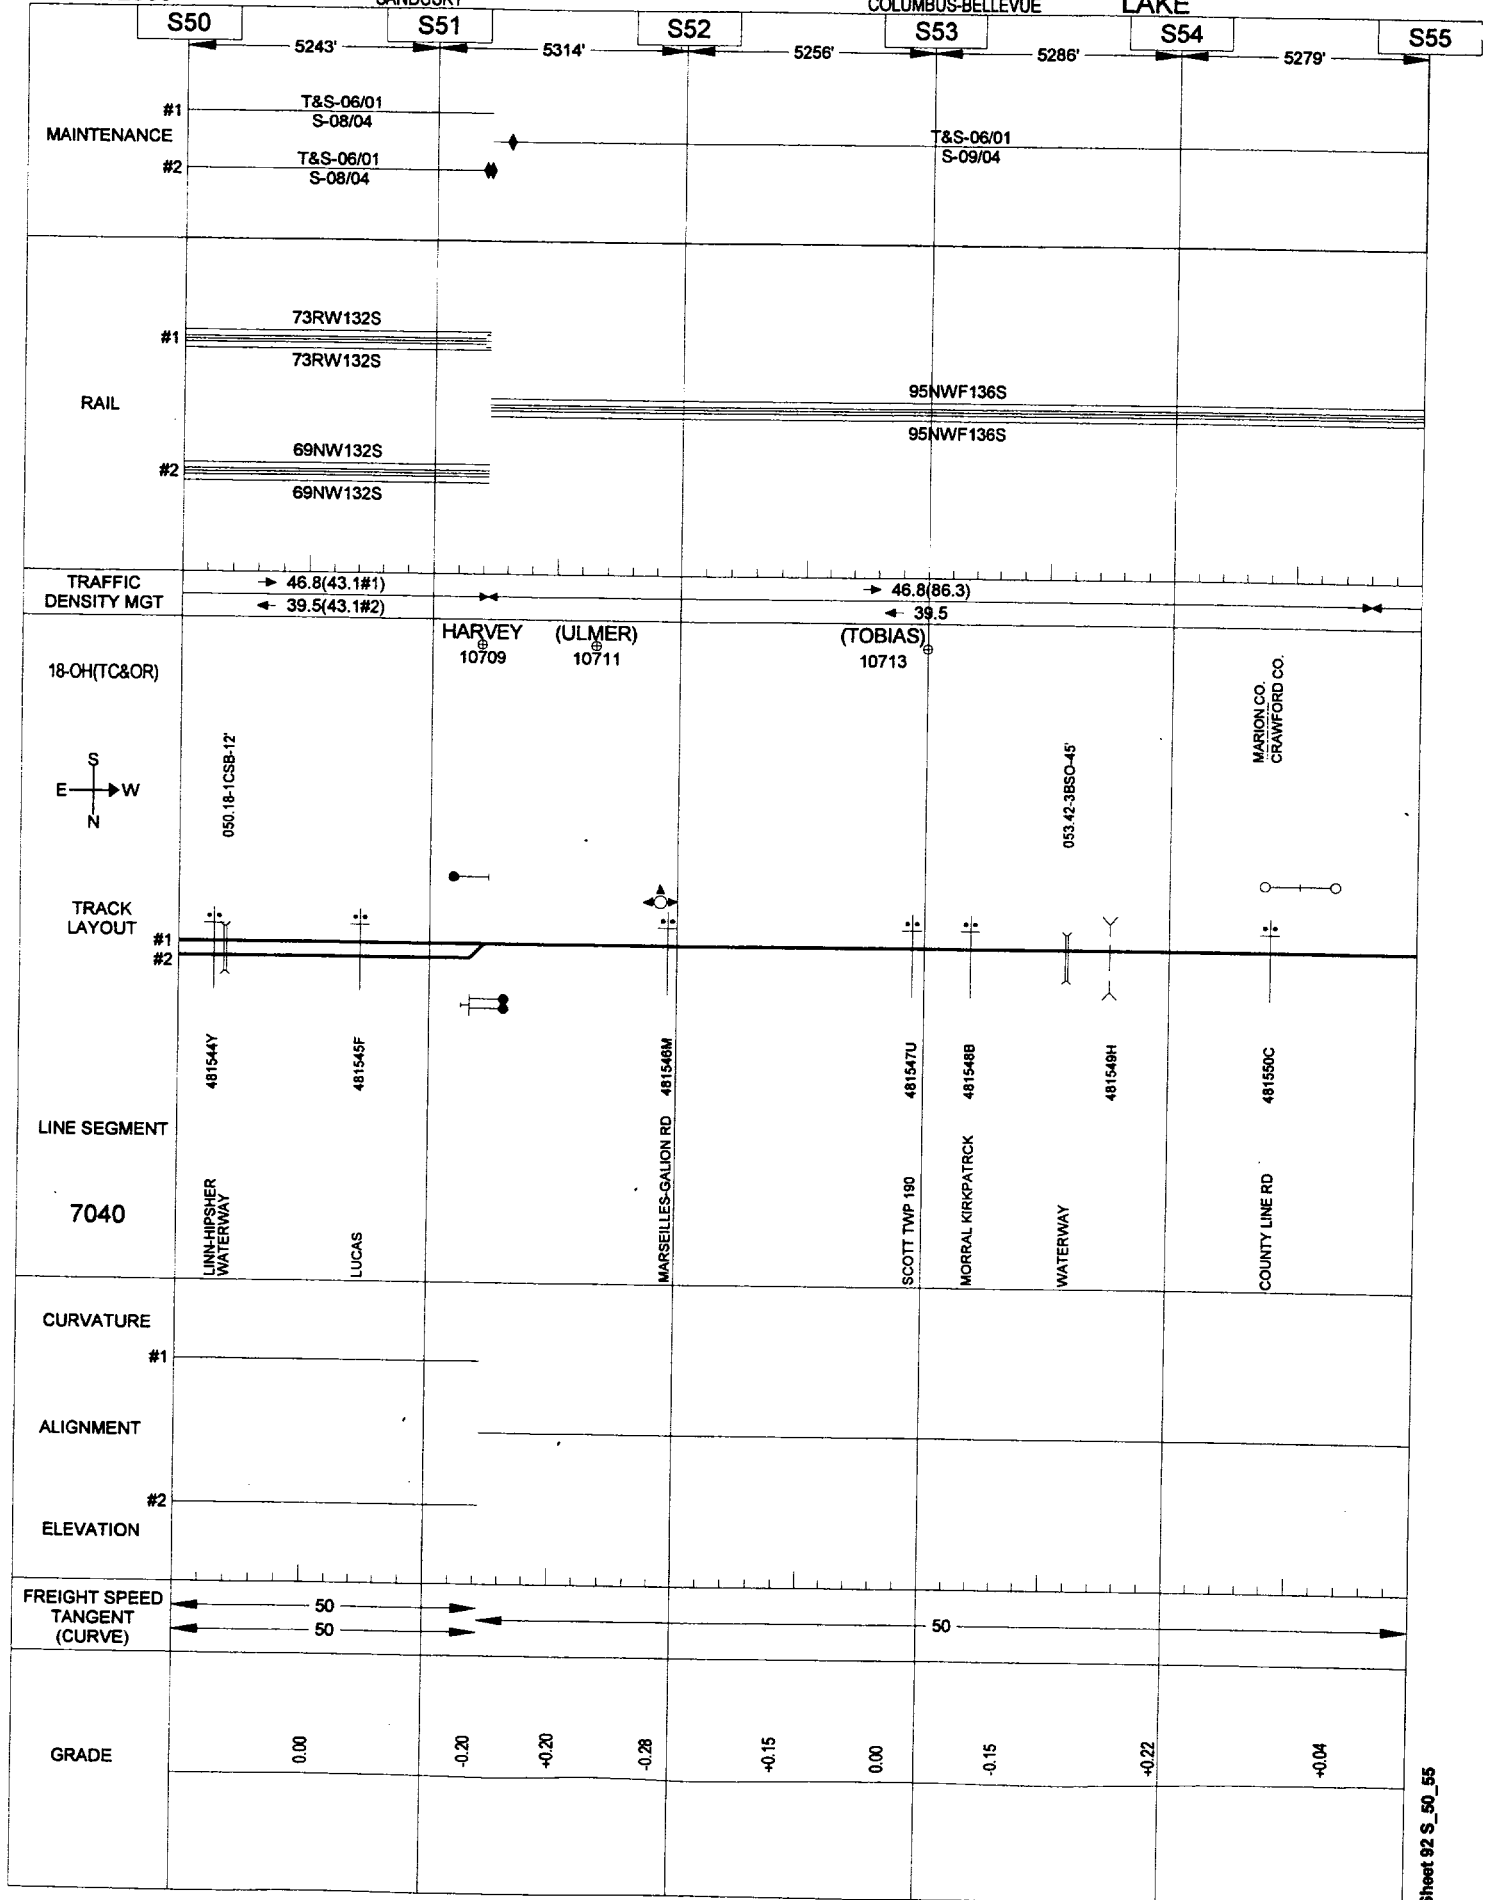 SANDUSKY
COLUMBUS-BELLEVUE
LAKE
S50
S51
S52
S53
S54
S55
5243'
5314'
5256'
5286'
5279'
MAINTENANCE
#1
T&S-06/01
S-08/04
#2
T&S-06/01
S-08/04
T&S-06/01
S-09/04
RAIL
#1
73RW132S
73RW132S
#2
69NW132S
69NW132S
95NWF136S
95NWF136S
TRAFFIC
DENSITY MGT
46.8(43.1#1)
39.5(43.1#2)
46.8(86.3)
39.5
18-OH(TC&OR)
HARVEY
10709
(ULMER)
10711
(TOBIAS)
10713
MARION CO.
CRAWFORD CO.
S
E
W
N
050.18-1CSB-12'
053.42-3BSO-45'
TRACK
LAYOUT
#1
#2
481544Y
481545F
481546M
481547U
481548B
481549H
481550C
LINE SEGMENT
7040
LINN-HIPSHER
WATERWAY
LUCAS
MARSEILLES-GALION RD
SCOTT TWP 190
MORRAL KIRKPATRCK
WATERWAY
COUNTY LINE RD
CURVATURE
#1
ALIGNMENT
#2
ELEVATION
FREIGHT SPEED
TANGENT
(CURVE)
50
50
50
GRADE
0.00
-0.20
+0.20
-0.28
+0.15
0.00
-0.15
+0.22
+0.04
Sheet 92 S_50_55